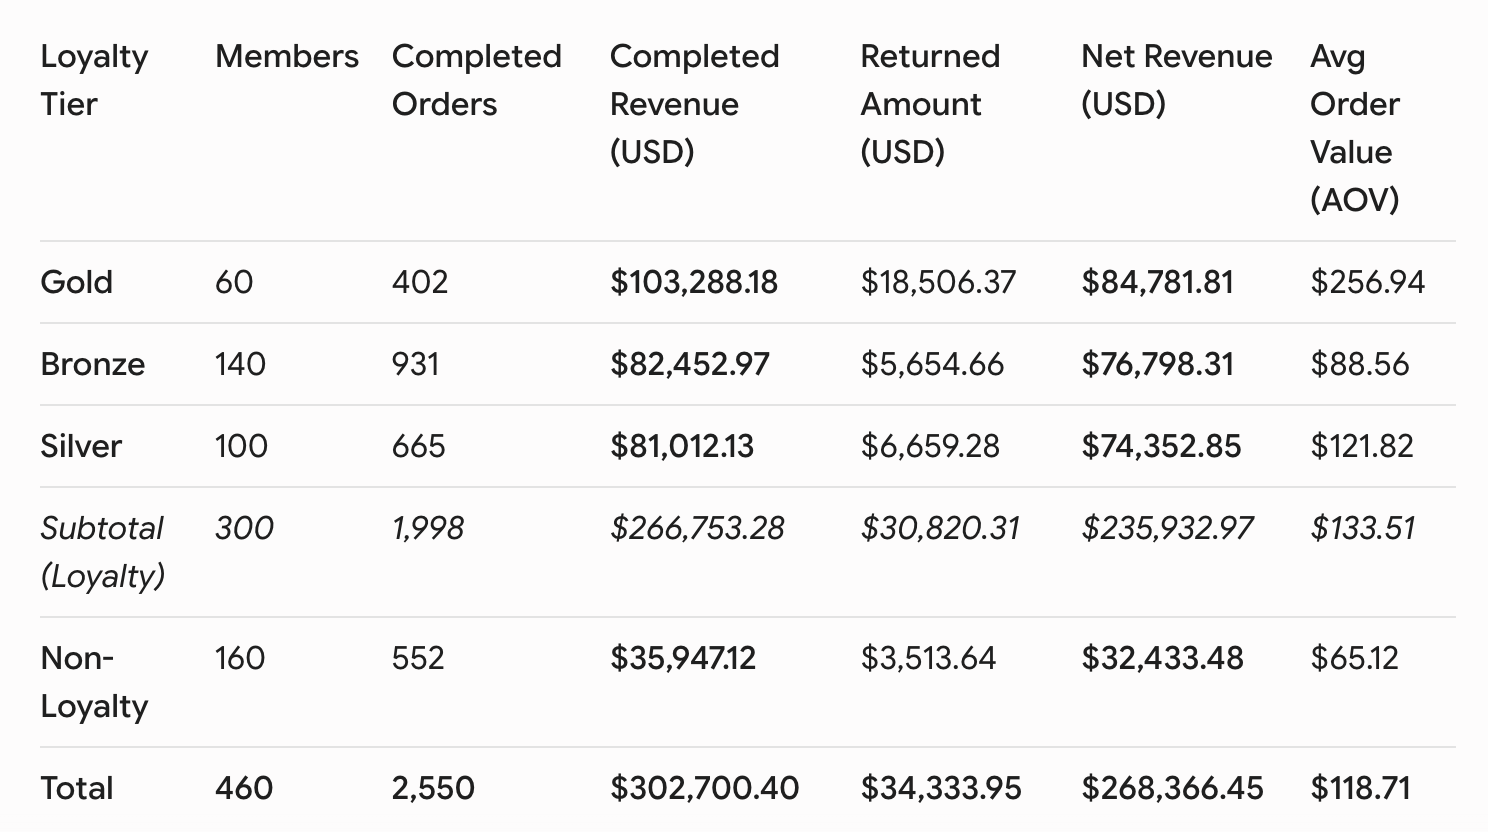 Loyalty Tier Members Completed Orders Completed Revenue (USD) Returned Amount (USD) Net Revenue (USD) Avg Order Value (AOV)
Gold 60 402 $103,288.18 $18,506.37 $84,781.81 $256.94
Bronze 140 931 $82,452.97 $5,654.66 $76,798.31 $88.56
Silver 100 665 $81,012.13 $6,659.28 $74,352.85 $121.82
Subtotal (Loyalty) 300 1,998 $266,753.28 $30,820.31 $235,932.97 $133.51
Non-Loyalty 160 552 $35,947.12 $3,513.64 $32,433.48 $65.12
Total 460 2,550 $302,700.40 $34,333.95 $268,366.45 $118.71